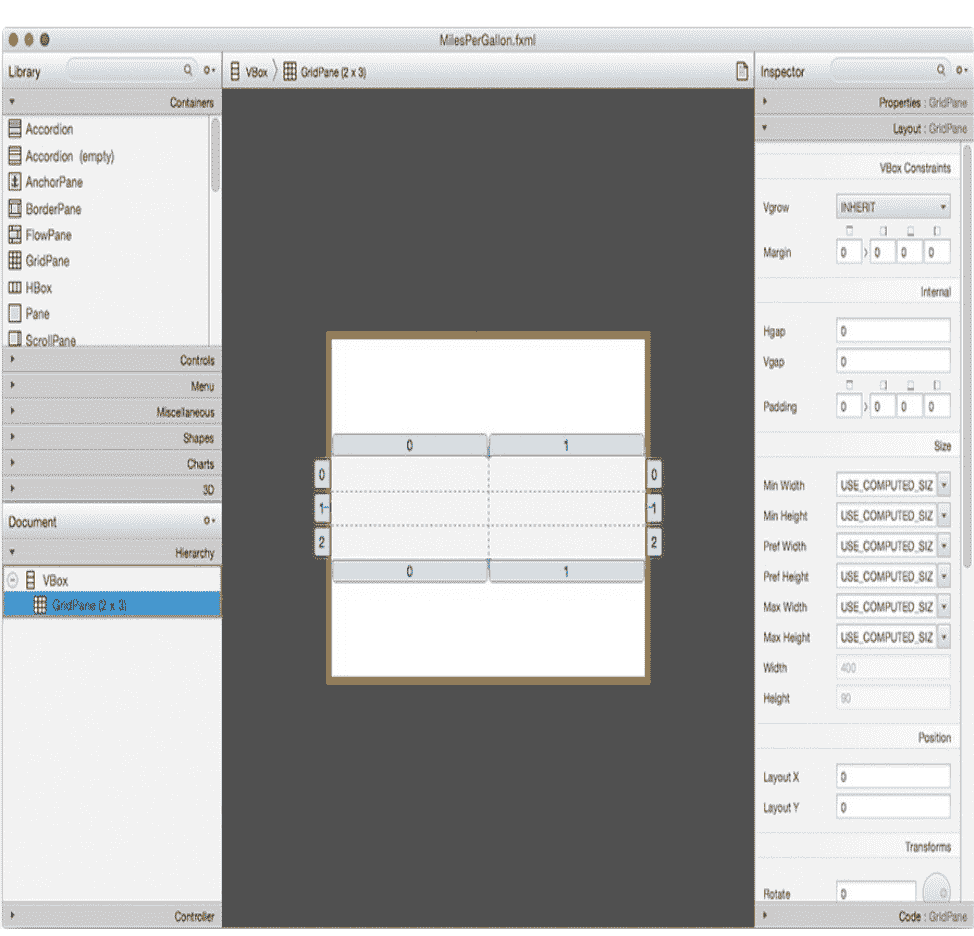 MilesPerGallon.fxml
Library
VBox
GridPane (2 x 3)
Inspector
Containers
Accordion
Accordion (empty)
AnchorPane
BorderPane
FlowPane
GridPane
HBox
Pane
ScrollPane
Controls
Menu
Miscellaneous
Shapes
Charts
3D
Document
Hierarchy
VBox
GridPane (2 x 3)
Controller
0 1
0 0
1 1
2 2
0 1
Properties : GridPane
Layout : GridPane
VBox Constraints
Vgrow INHERIT
Margin 0 0 0 0
Internal
Hgap 0
Vgap 0
Padding 0 0 0 0
Size
Min Width USE_COMPUTED_SIZ
Min Height USE_COMPUTED_SIZ
Pref Width USE_COMPUTED_SIZ
Pref Height USE_COMPUTED_SIZ
Max Width USE_COMPUTED_SIZ
Max Height USE_COMPUTED_SIZ
Width 400
Height 90
Position
Layout X 0
Layout Y 0
Transforms
Rotate 0
Code : GridPane